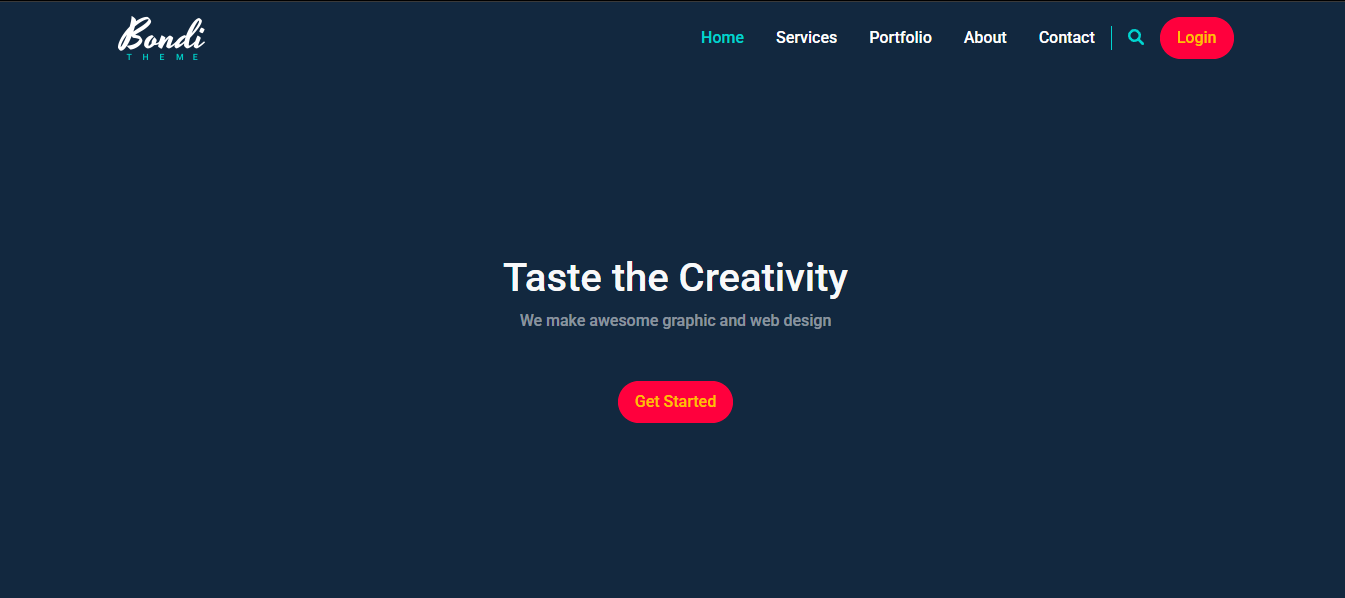 Bondi
THEME
Home Services Portfolio About Contact Login
Taste the Creativity
We make awesome graphic and web design
Get Started